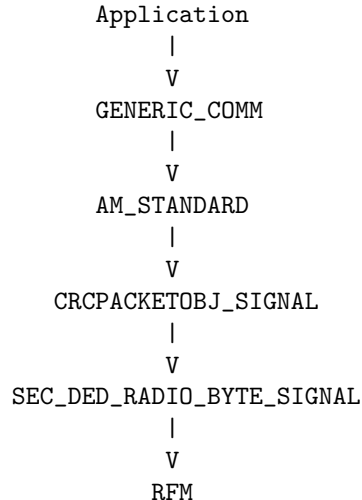 Application
|
V
GENERIC_COMM
|
V
AM_STANDARD
|
V
CRCPACKETOBJ_SIGNAL
|
V
SEC_DED_RADIO_BYTE_SIGNAL
|
V
RFM